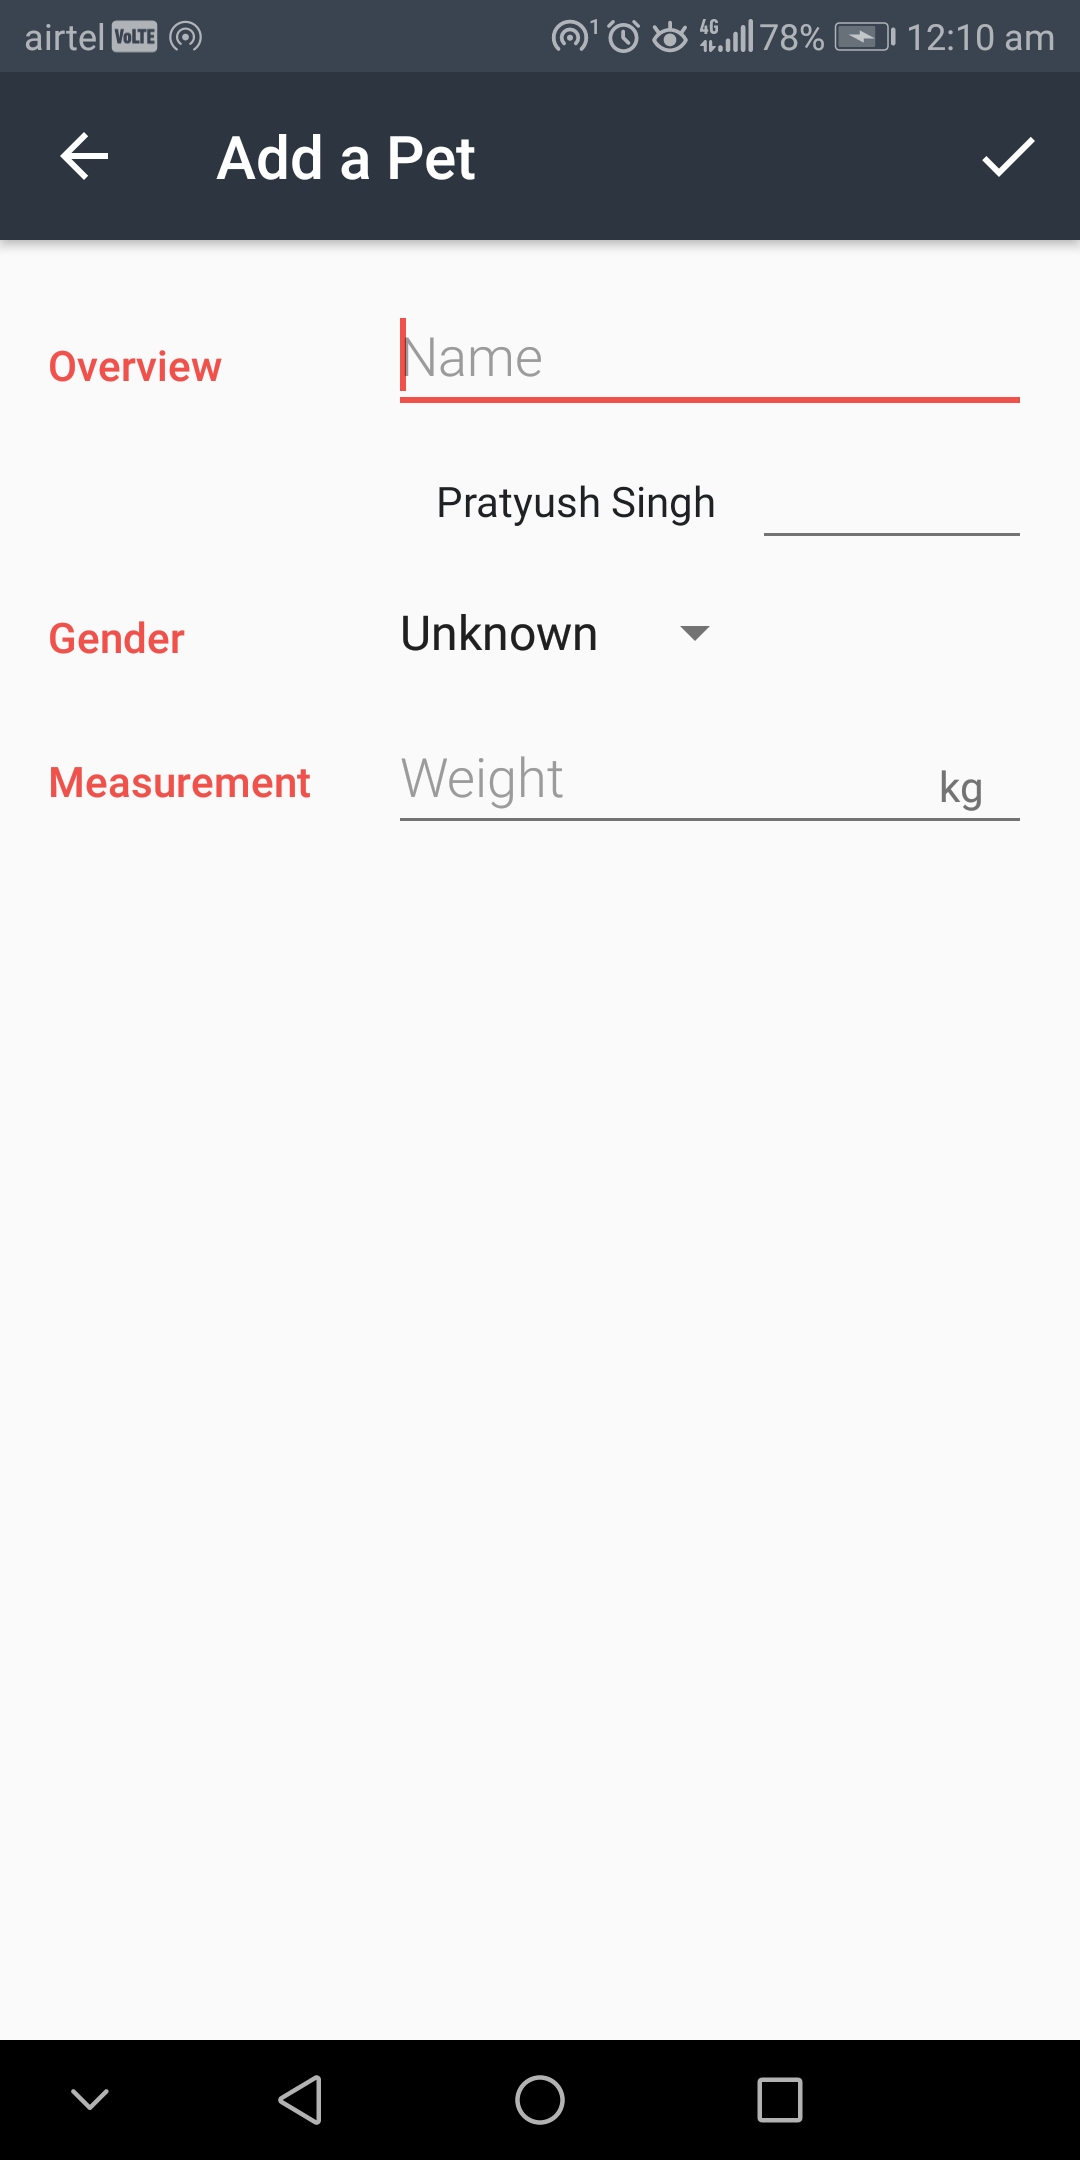 airtel VoLTE 1 4G 78% 12:10 am
Add a Pet
Overview Name
Pratyush Singh
Gender Unknown
Measurement Weight kg